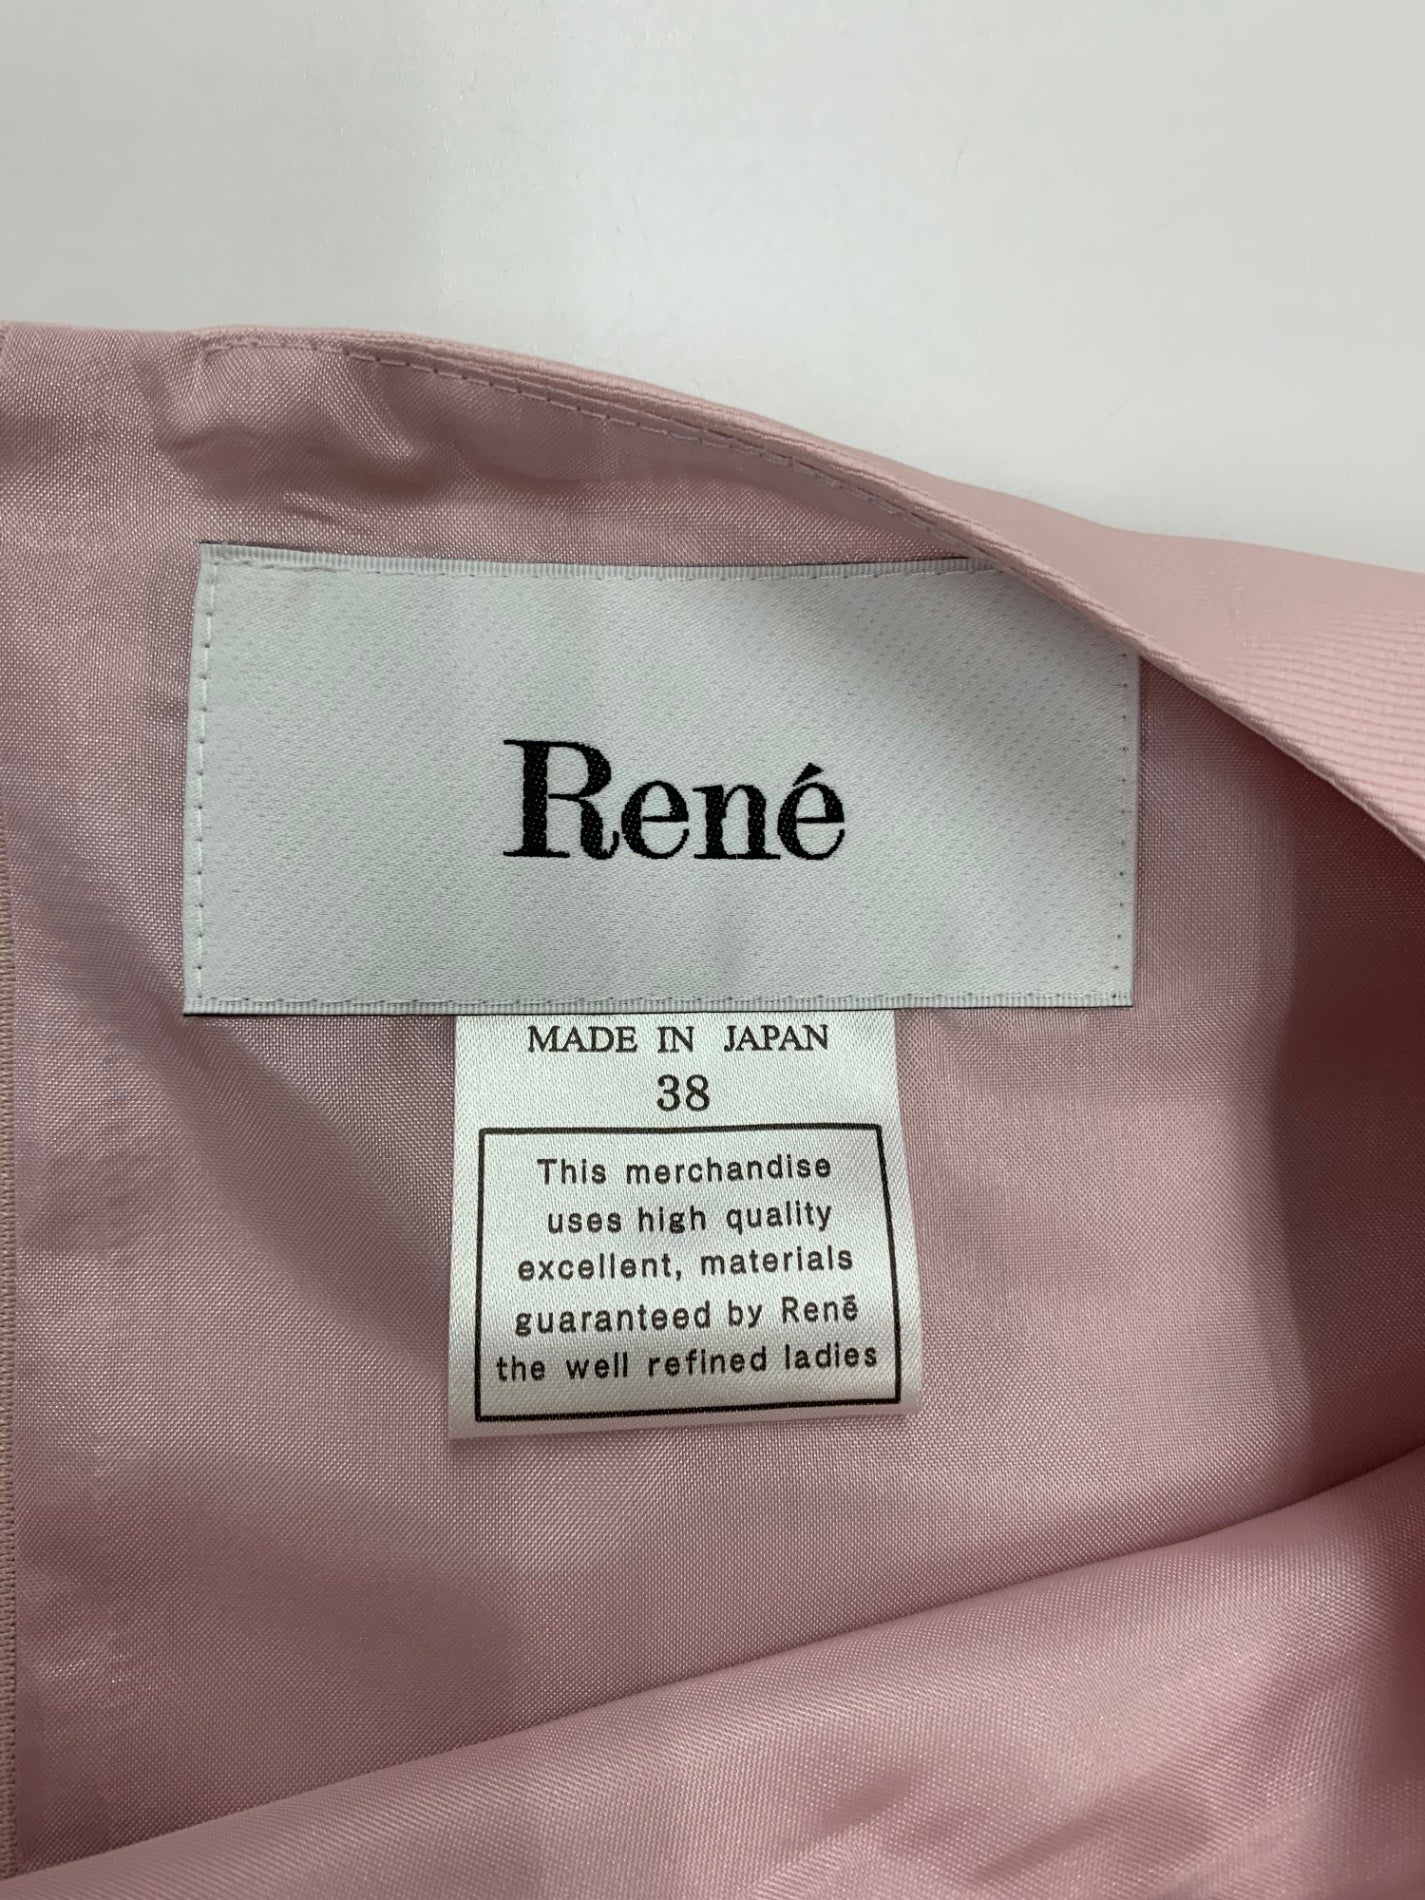 René
MADE IN JAPAN
38
This merchandise
uses high quality
excellent, materials
guaranteed by René
the well refined ladies